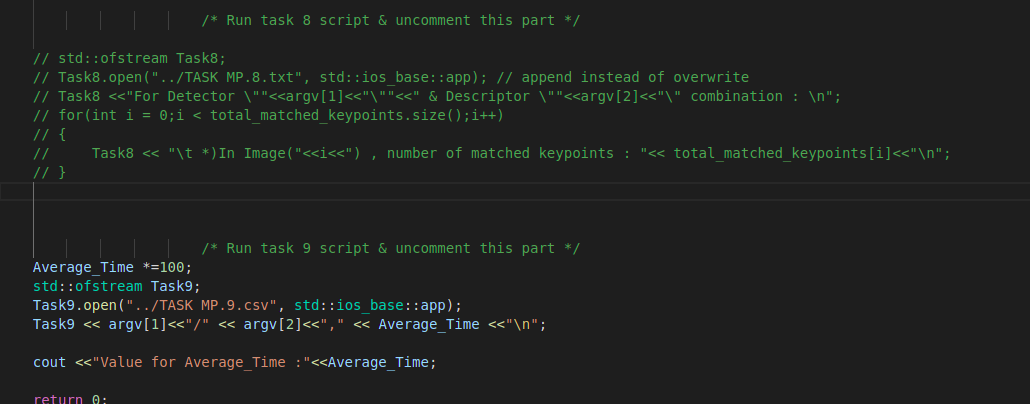 /* Run task 8 script & uncomment this part */
// std::ofstream Task8;
// Task8.open("../TASK MP.8.txt", std::ios_base::app); // append instead of overwrite
// Task8 <<"For Detector \""<<argv[1]<<"\""<<" & Descriptor \""<<argv[2]<<"\" combination : \n";
// for(int i = 0;i < total_matched_keypoints.size();i++)
// {
//     Task8 << "\t *)In Image("<<i<<") , number of matched keypoints : "<< total_matched_keypoints[i]<<"\n";
// }
/* Run task 9 script & uncomment this part */
Average_Time *=100;
std::ofstream Task9;
Task9.open("../TASK MP.9.csv", std::ios_base::app);
Task9 << argv[1]<<"/" << argv[2]<<"," << Average_Time <<"\n";
cout <<"Value for Average_Time :"<<Average_Time;
return 0;